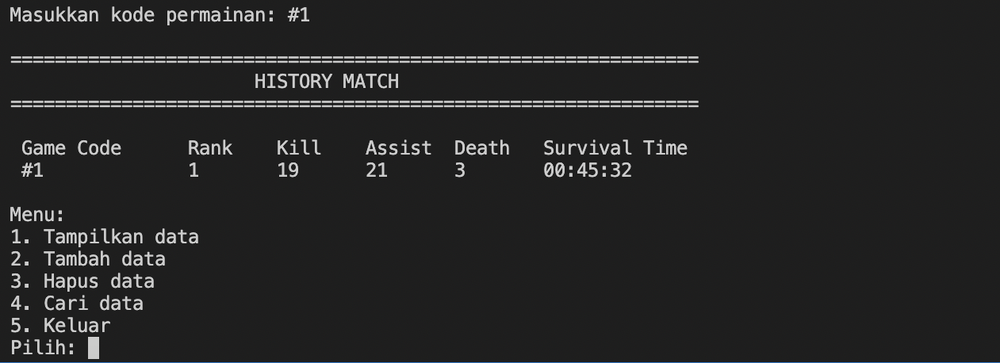 Masukkan kode permainan: #1
==============================================================
HISTORY MATCH
==============================================================
Game Code Rank Kill Assist Death Survival Time
#1 1 19 21 3 00:45:32
Menu:
1. Tampilkan data
2. Tambah data
3. Hapus data
4. Cari data
5. Keluar
Pilih: